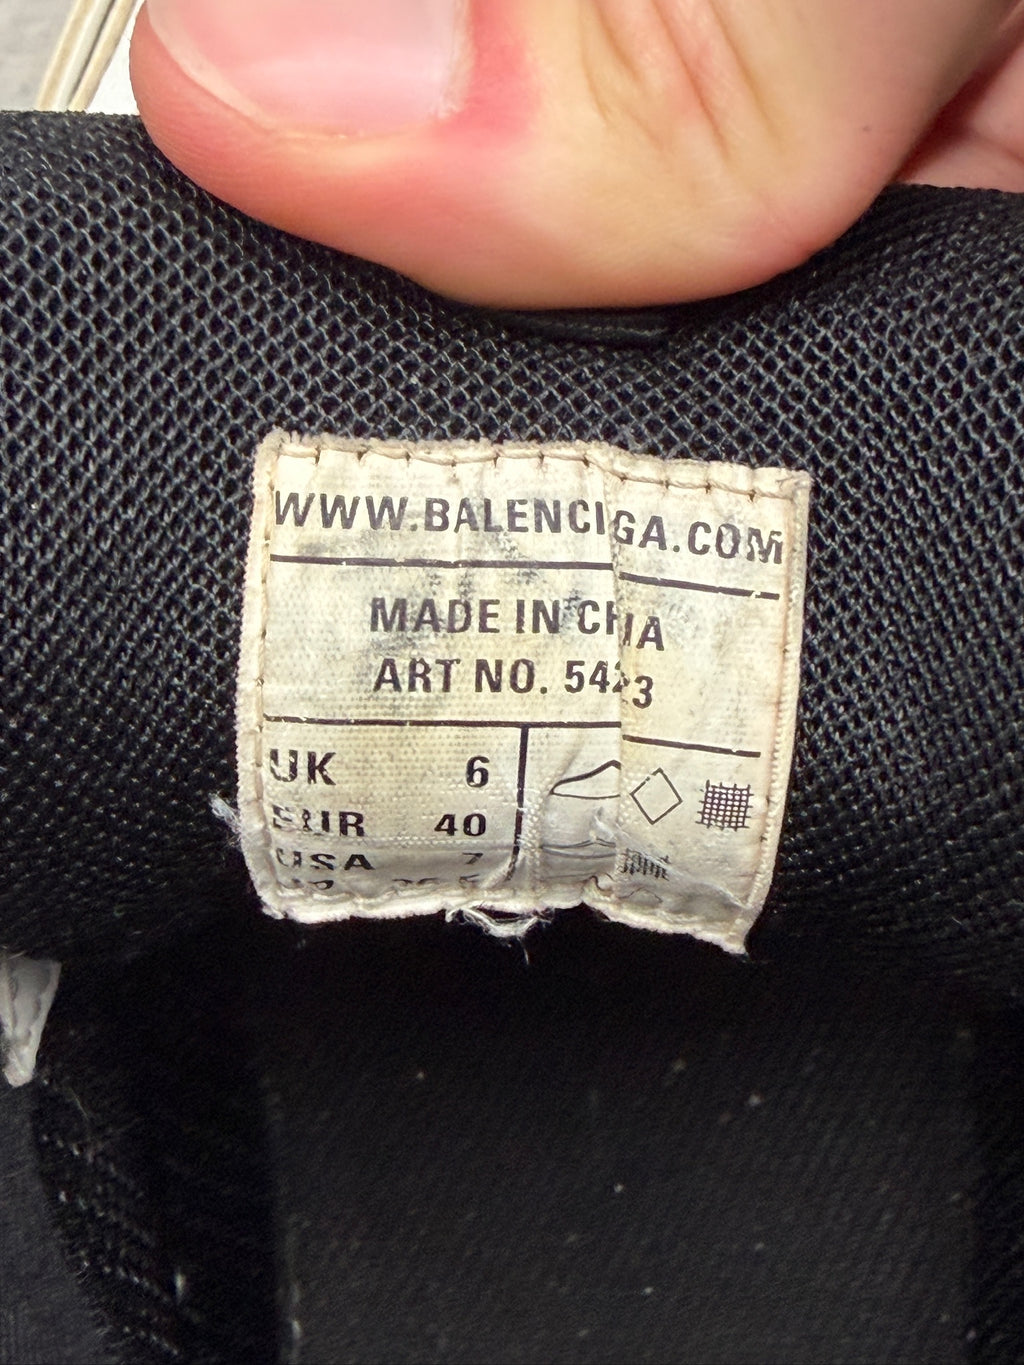 WWW.BALENCIGA.COM
MADE IN CHIA
ART NO. 5423
UK 6
EUR 40
USA 7